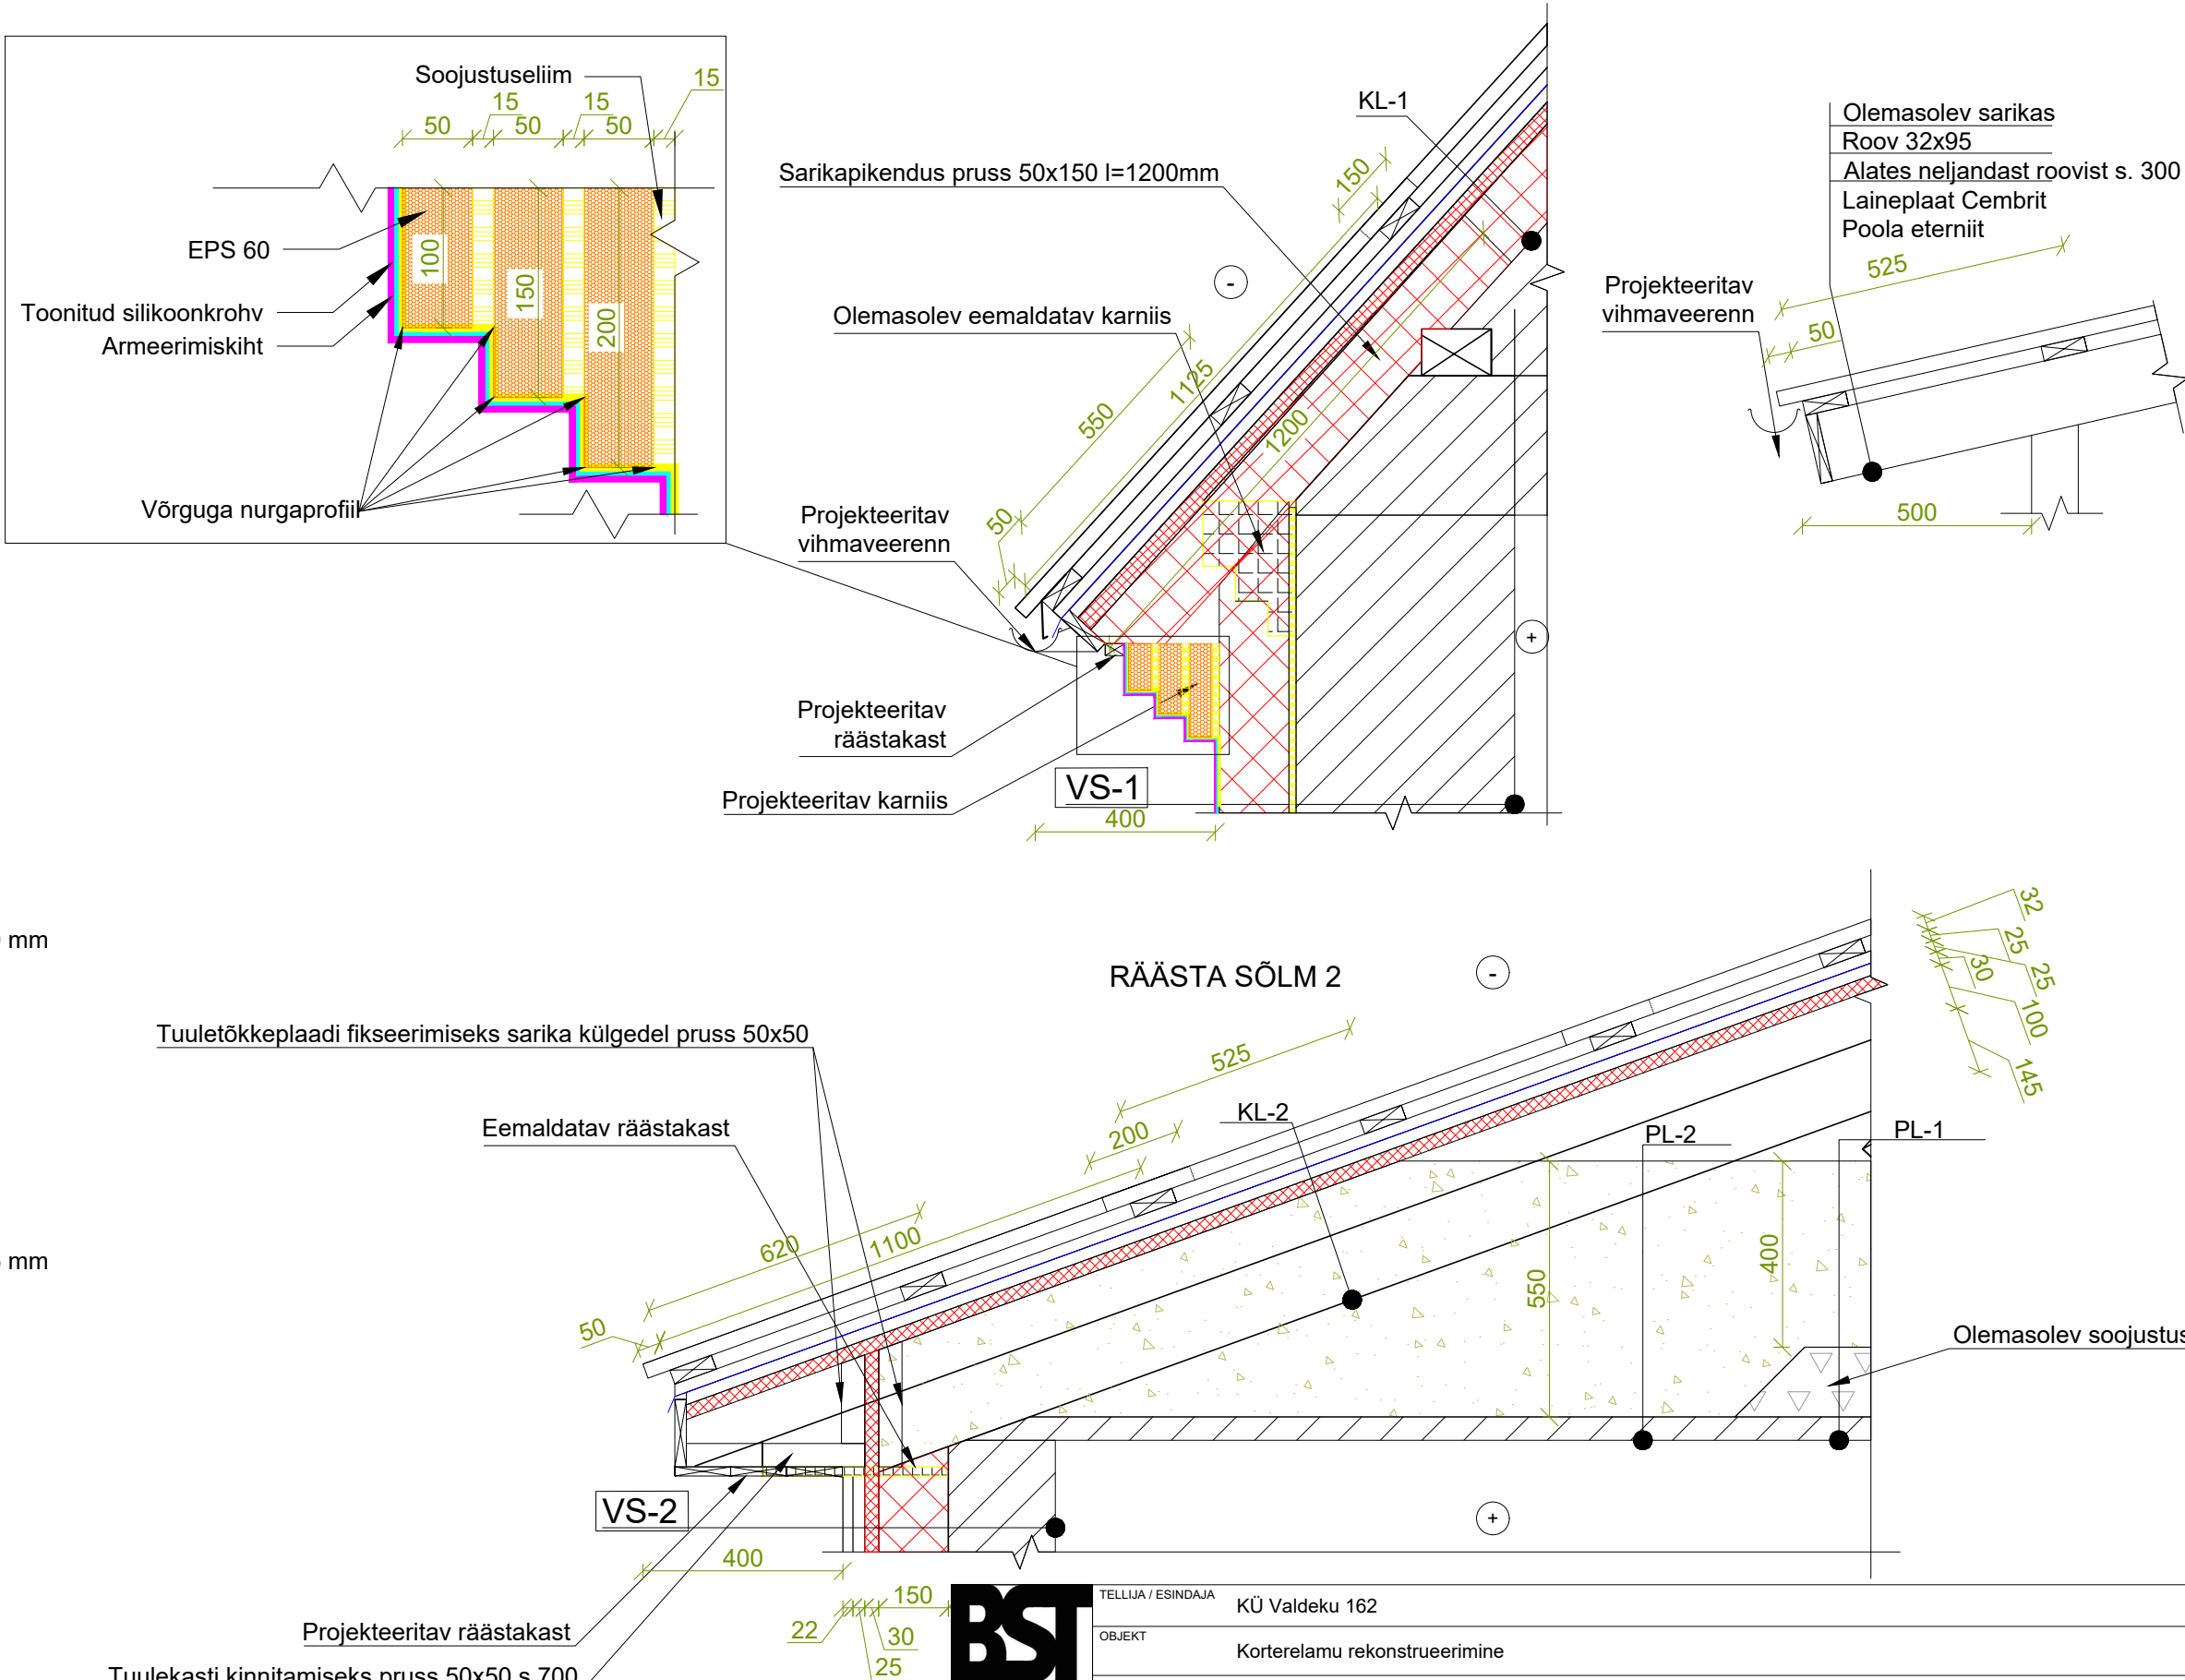 Soojustuseliim
15
15
15
50
50
50
EPS 60
100
150
200
Toonitud silikoonkrohv
Armeerimiskiht
Võrguga nurgaprofiil
KL-1
Sarikapikendus pruss 50x150 l=1200mm
150
Olemasolev eemaldatav karniis
-
1125
550
1200
50
Projekteeritav
vihmaveerenn
+
Projekteeritav
räästakast
Projekteeritav karniis
VS-1
400
Olemasolev sarikas
Roov 32x95
Alates neljandast roovist s. 300
Laineplaat Cembrit
Poola eterniit
525
Projekteeritav
vihmaveerenn
50
500
mm
mm
RÄÄSTA SÕLM 2
-
32
25
25
30
100
145
Tuuletõkkeplaadi fikseerimiseks sarika külgedel pruss 50x50
525
Eemaldatav räästakast
200
KL-2
PL-2
PL-1
620
1100
550
400
50
Olemasolev soojustus
VS-2
+
400
150
22
30
25
Projekteeritav räästakast
Tuulekasti kinnitamiseks pruss 50x50 s.700
BST
TELLIJA / ESINDAJA
KÜ Valdeku 162
OBJEKT
Korterelamu rekonstrueerimine